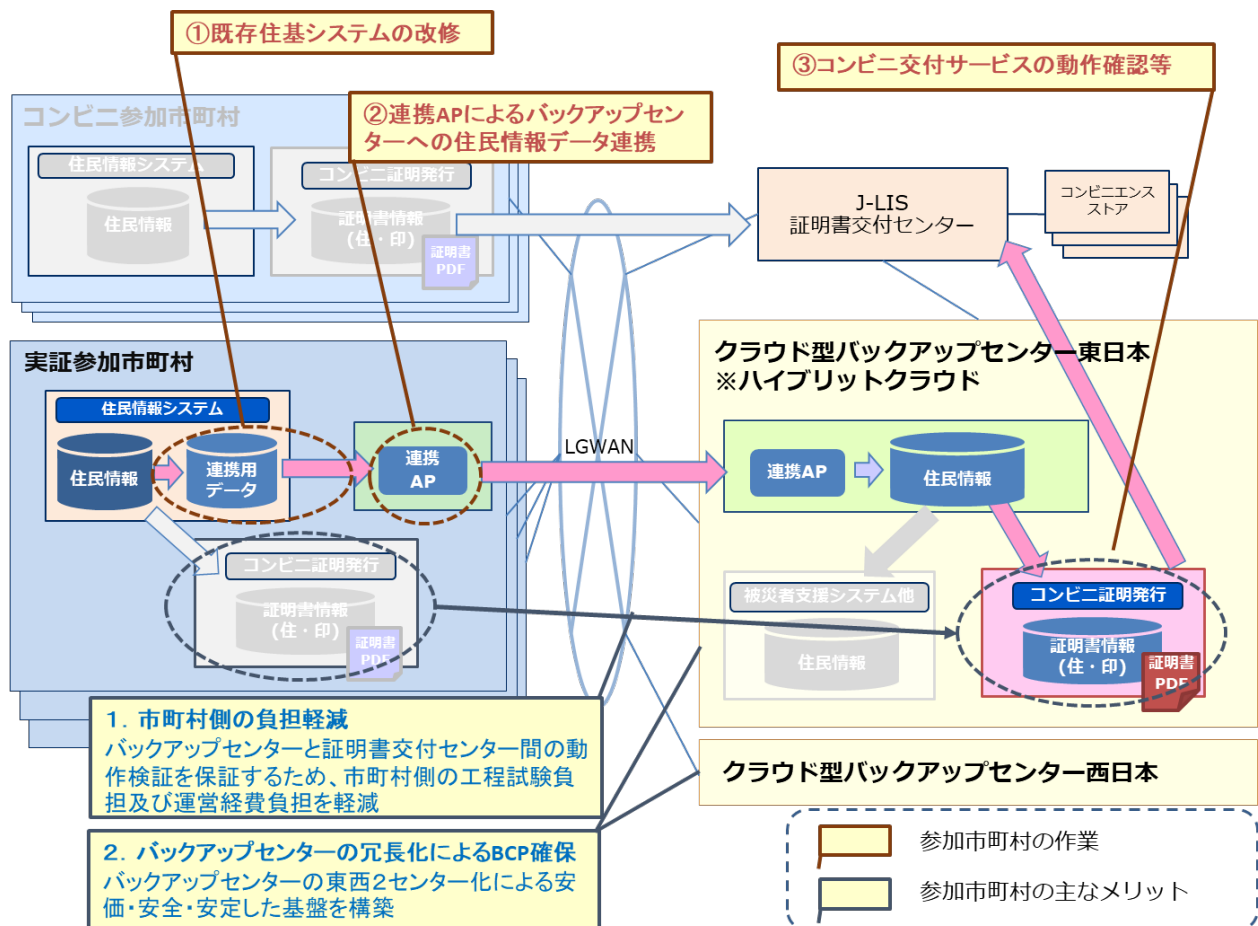 ①既存住基システムの改修
③コンビニ交付サービスの動作確認等
コンビニ参加市町村
②連携APによるバックアップセン
ターへの住民情報データ連携
住民情報システム
住民情報
コンビニ証明発行
証明書情報
(住・印)
証明書
PDF
J-LIS
証明書交付センター
コンビニエンス
ストア
実証参加市町村
住民情報システム
住民情報
連携用
データ
連携
AP
LGWAN
コンビニ証明発行
証明書情報
(住・印)
証明書
PDF
クラウド型バックアップセンター東日本
※ハイブリットクラウド
連携AP
住民情報
被災者支援システム他
住民情報
コンビニ証明発行
証明書情報
(住・印)
証明書
PDF
1. 市町村側の負担軽減
バックアップセンターと証明書交付センター間の動
作検証を保証するため、市町村側の工程試験負
担及び運営経費負担を軽減
クラウド型バックアップセンター西日本
2. バックアップセンターの冗長化によるBCP確保
バックアップセンターの東西2センター化による安
価・安全・安定した基盤を構築
参加市町村の作業
参加市町村の主なメリット